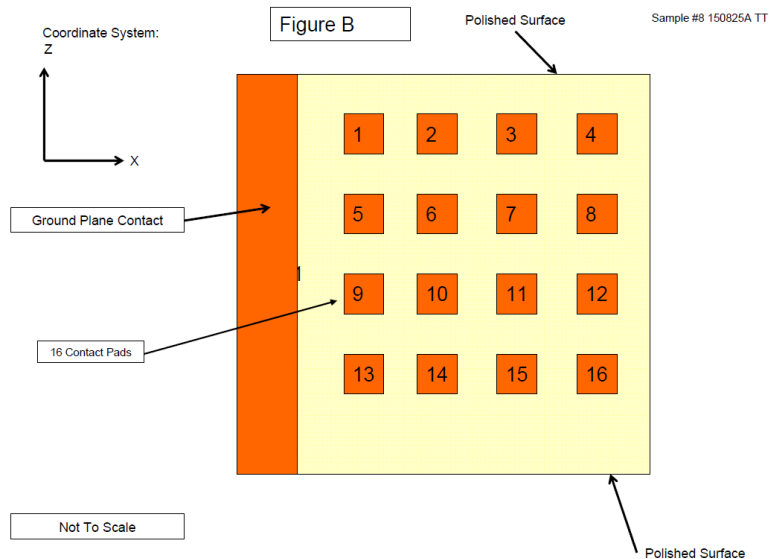 Figure B
Polished Surface
Sample #8 150825A TT
Coordinate System:
Z
X
1
2
3
4
Ground Plane Contact
5
6
7
8
9
10
11
12
16 Contact Pads
13
14
15
16
Not To Scale
Polished Surface